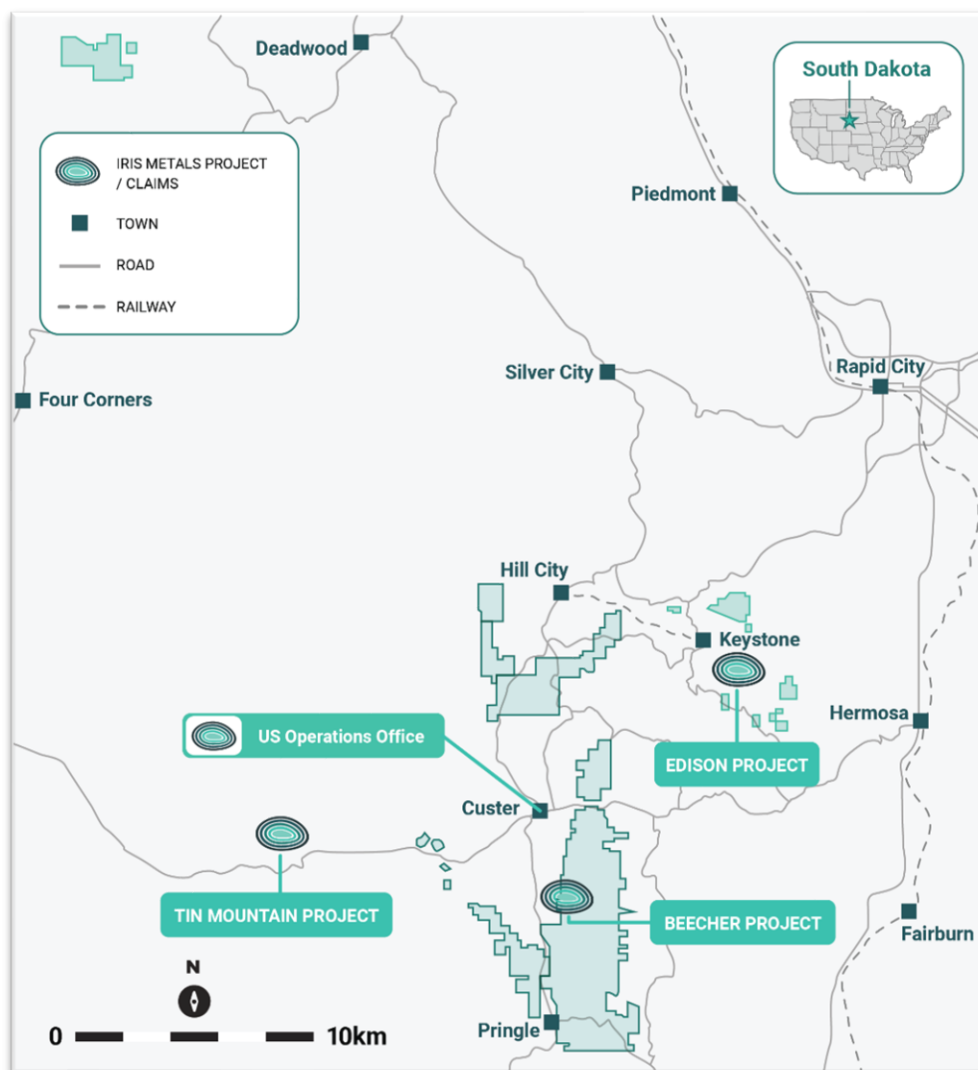 Deadwood
South Dakota
IRIS METALS PROJECT
/ CLAIMS
TOWN
ROAD
RAILWAY
Piedmont
Silver City
Rapid City
Four Corners
Hill City
Keystone
Hermosa
US Operations Office
EDISON PROJECT
Custer
TIN MOUNTAIN PROJECT
BEECHER PROJECT
Fairburn
N
Pringle
0 10km